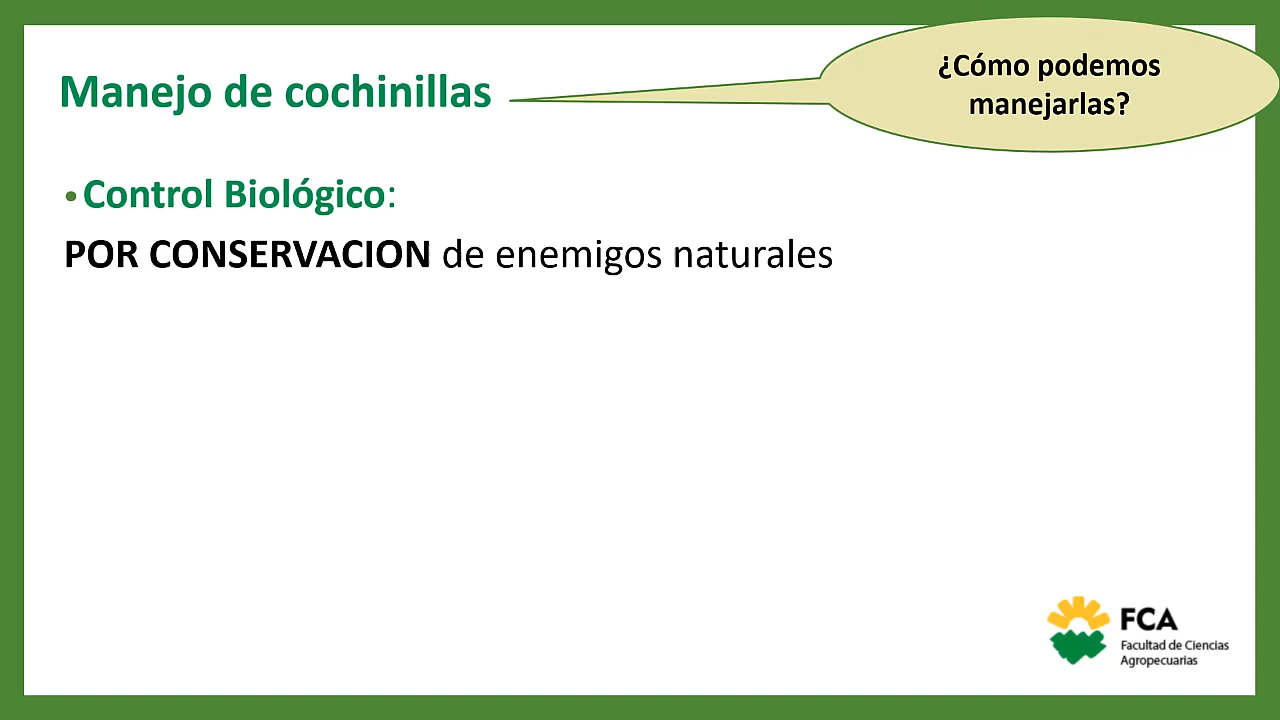 Manejo de cochinillas
¿Cómo podemos
manejarlas?
• Control Biológico:
POR CONSERVACION de enemigos naturales
FCA
Facultad de Ciencias
Agropecuarias